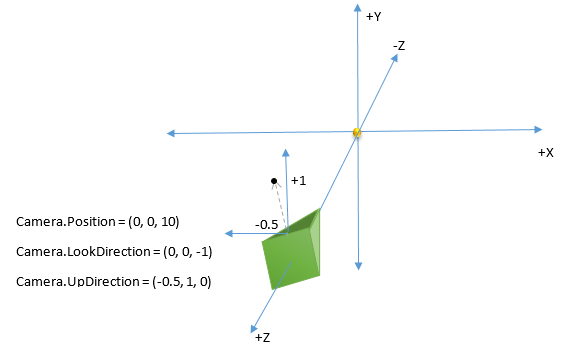 +Y
-Z
+X
+1
-0.5
Camera.Position = (0, 0, 10)
Camera.LookDirection = (0, 0, -1)
Camera.UpDirection = (-0.5, 1, 0)
+Z